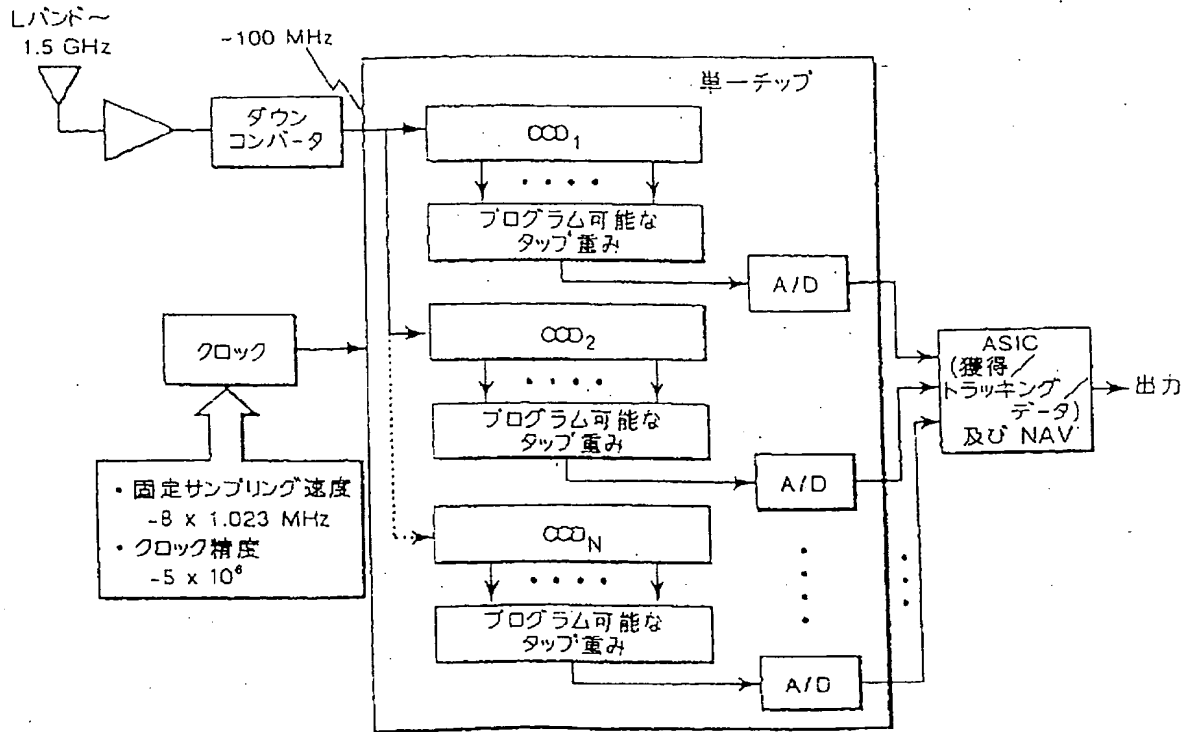 Lバンド~
1.5 GHz
~100 MHz
単一チップ
ダウン
コンバータ
CCD1
プログラム可能な
タップ重み
A/D
クロック
CCD2
プログラム可能な
タップ重み
A/D
ASIC
(獲得/
トラッキング/
データ)
及び NAV
出力
・固定サンプリング速度
~8 x 1.023 MHz
・クロック精度
~5 x 10⁶
CCDN
プログラム可能な
タップ重み
A/D